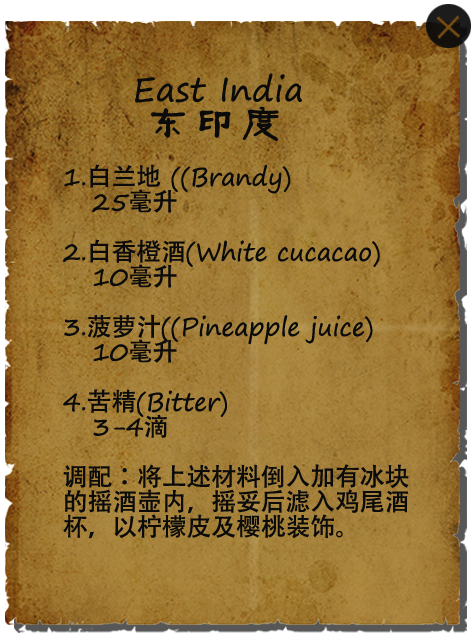 East India
东印度
1.白兰地 ((Brandy)
25毫升
2.白香橙酒(White cucacao)
10毫升
3.菠萝汁((Pineapple juice)
10毫升
4.苦精(Bitter)
3-4滴
调配：将上述材料倒入加有冰块
的摇酒壶内，摇妥后滤入鸡尾酒
杯，以柠檬皮及樱桃装饰。